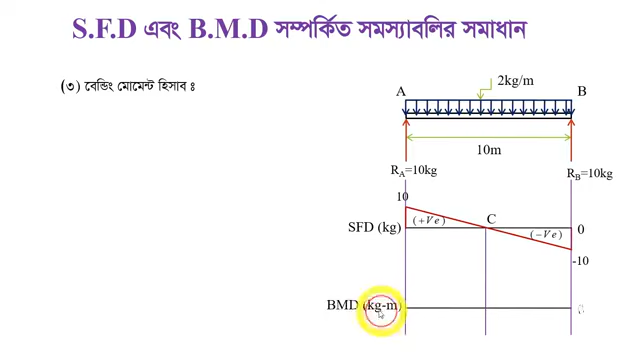 S.F.D এবং B.M.D সম্পর্কিত সমস্যাবলির সমাধান
(৩) বেন্ডিং মোমেন্ট হিসাব ঃ
2kg/m
A
B
10m
RA=10kg
RB=10kg
10
SFD (kg)
(+Ve)
C
(−Ve)
0
-10
BMD (kg-m)
0